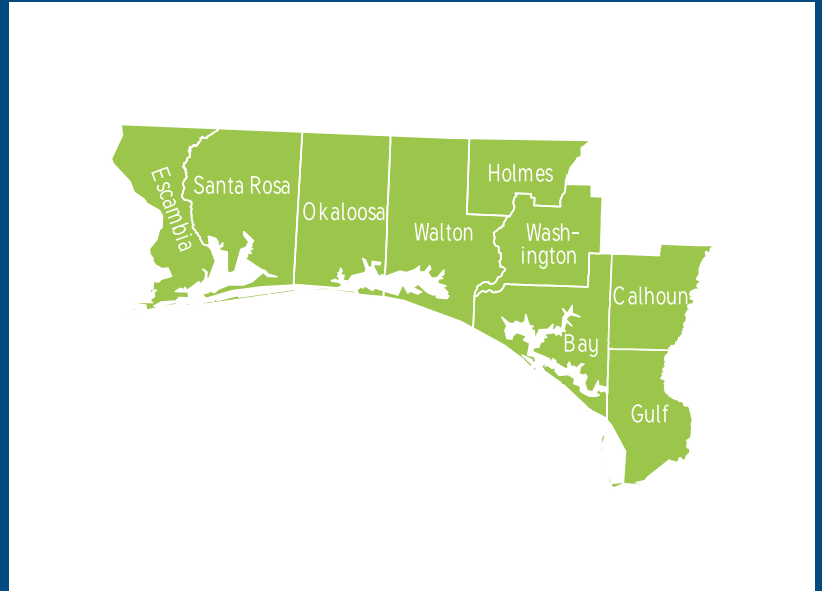 Escambia
Santa Rosa
Okaloosa
Walton
Holmes
Wash-
ington
Bay
Calhoun
Gulf